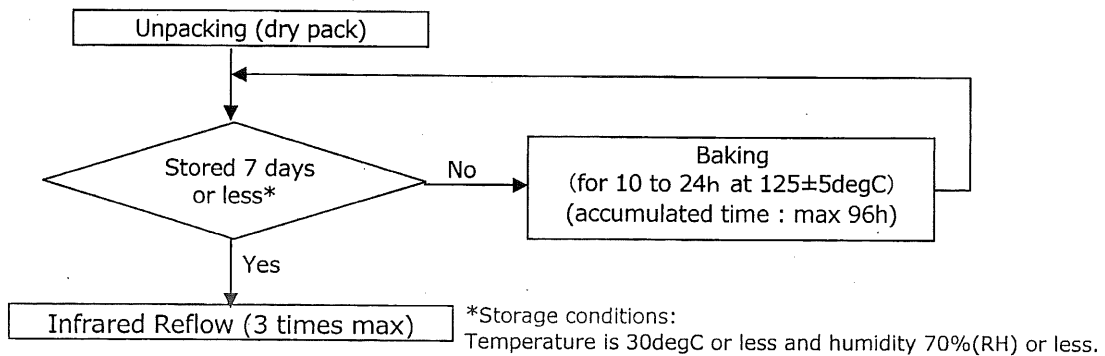 Unpacking (dry pack)
Stored 7 days
or less*
No
Baking
(for 10 to 24h at 125±5degC)
(accumulated time : max 96h)
Yes
Infrared Reflow (3 times max)
*Storage conditions:
Temperature is 30degC or less and humidity 70%(RH) or less.